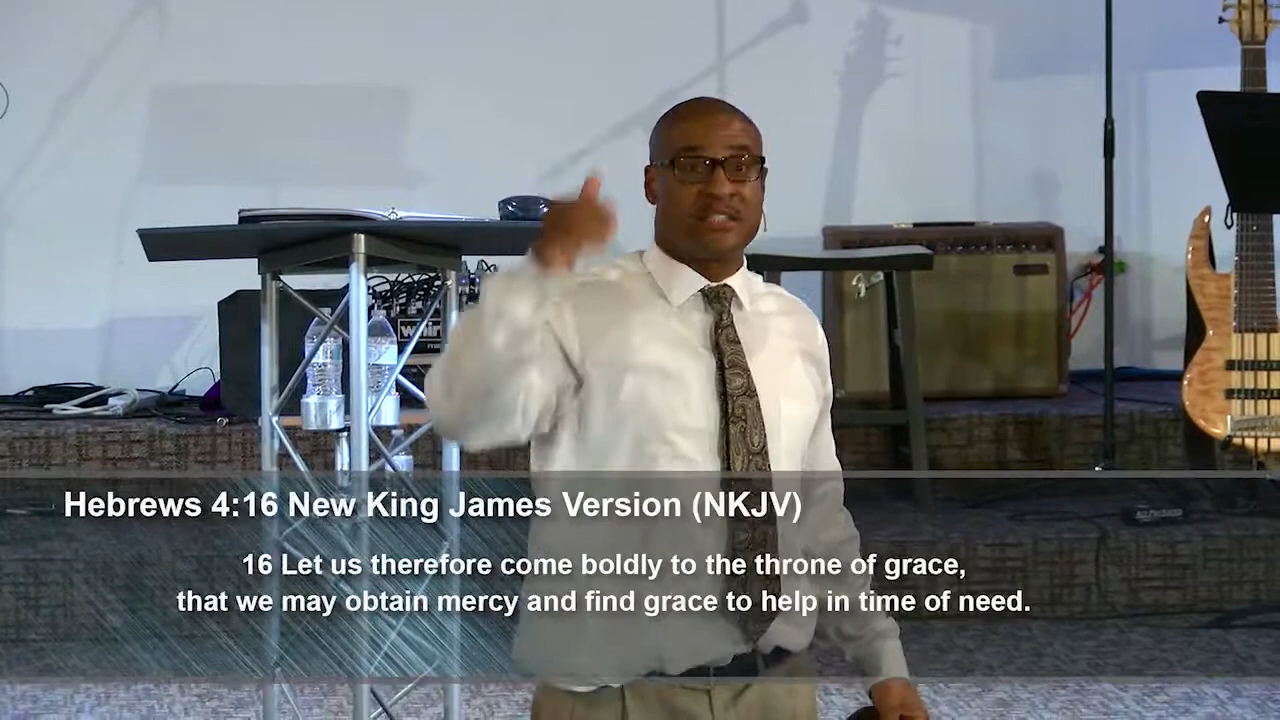 Hebrews 4:16 New King James Version (NKJV)
16 Let us therefore come boldly to the throne of grace,
that we may obtain mercy and find grace to help in time of need.
Fender